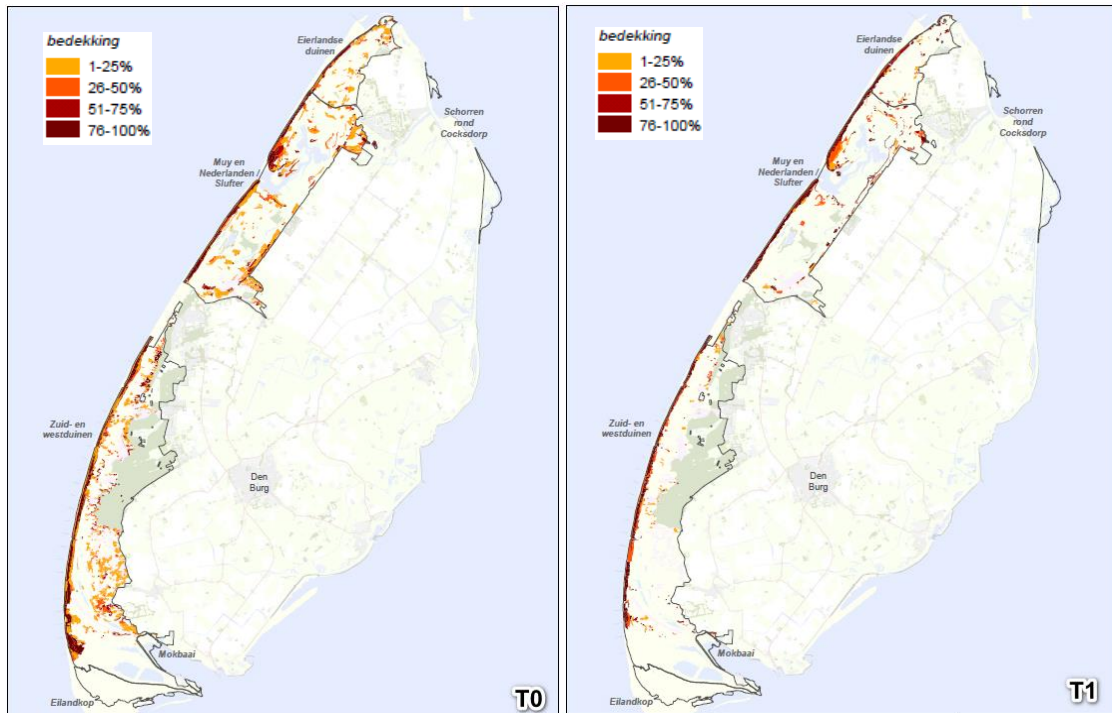 bedekking
1-25%
26-50%
51-75%
76-100%
Eierlandse
duinen
Schorren
rond
Cocksdorp
Muy en
Nederlanden /
Slufter
Zuid- en
westduinen
Den
Burg
Mokbaai
Eilandkop
T0
bedekking
1-25%
26-50%
51-75%
76-100%
Eierlandse
duinen
Schorren
rond
Cocksdorp
Muy en
Nederlanden /
Slufter
Zuid- en
westduinen
Den
Burg
Mokbaai
Eilandkop
T1